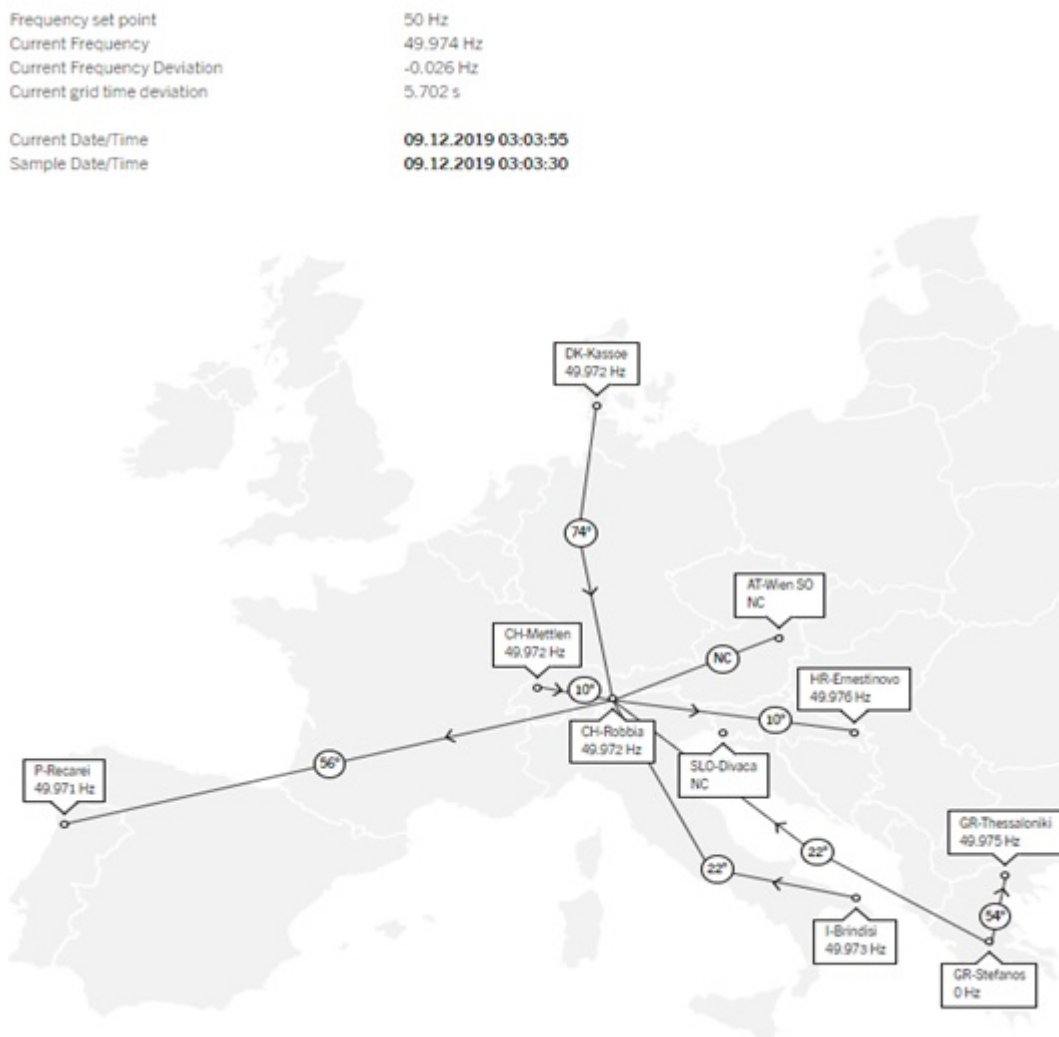 Frequency set point 50 Hz
Current Frequency 49.974 Hz
Current Frequency Deviation -0.026 Hz
Current grid time deviation 5.702 s
Current Date/Time 09.12.2019 03:03:55
Sample Date/Time 09.12.2019 03:03:30
DK-Kassoe
49.972 Hz
74°
AT-Wien SO
NC
CH-Mettlen
49.972 Hz
NC
HR-Ernestinovo
49.976 Hz
10°
10°
CH-Robbia
49.972 Hz
SLO-Divaca
NC
56°
P-Recarei
49.971 Hz
GR-Thessaloniki
49.975 Hz
22°
22°
54°
I-Brindisi
49.973 Hz
GR-Stefanos
0 Hz